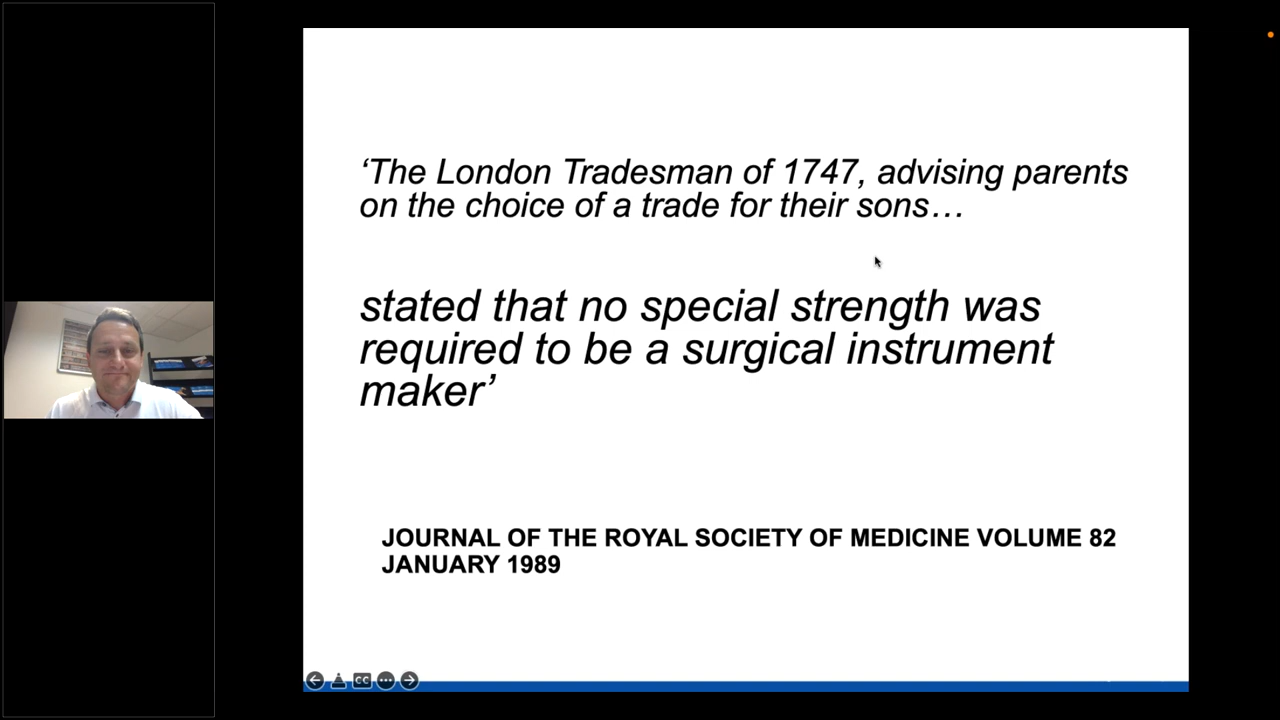 ‘The London Tradesman of 1747, advising parents
on the choice of a trade for their sons…
stated that no special strength was
required to be a surgical instrument
maker’
JOURNAL OF THE ROYAL SOCIETY OF MEDICINE VOLUME 82
JANUARY 1989
CC